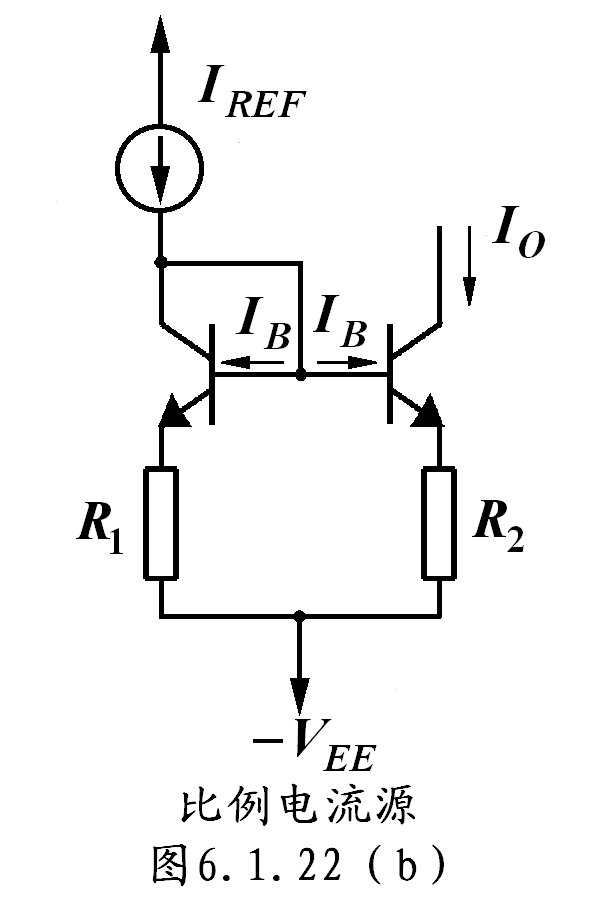 I_REF
I_O
I_B I_B
R_1 R_2
-V_EE
比例电流源
图6.1.22（b）